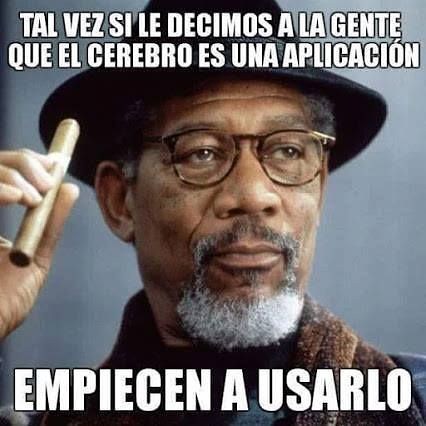 TAL VEZ SI LE DECIMOS A LA GENTE
QUE EL CEREBRO ES UNA APLICACIÓN
EMPIECEN A USARLO